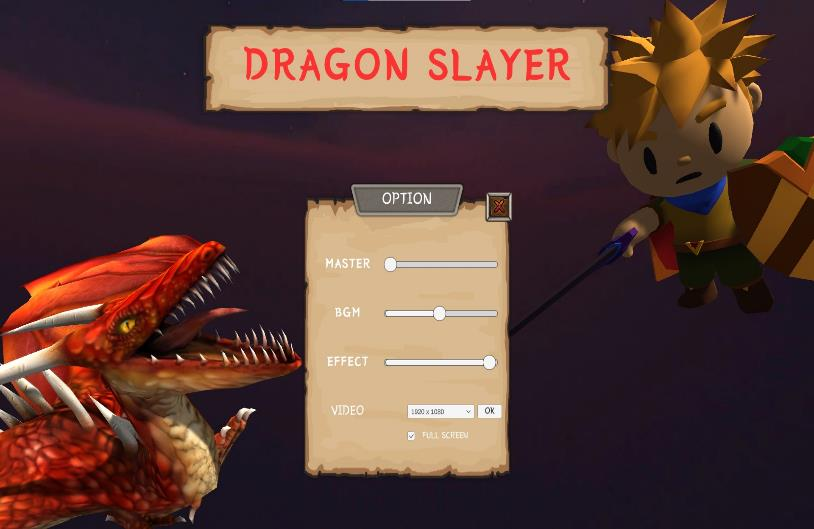 DRAGON SLAYER
OPTION
MASTER
BGM
EFFECT
VIDEO 1920 x 1080 OK
FULL SCREEN